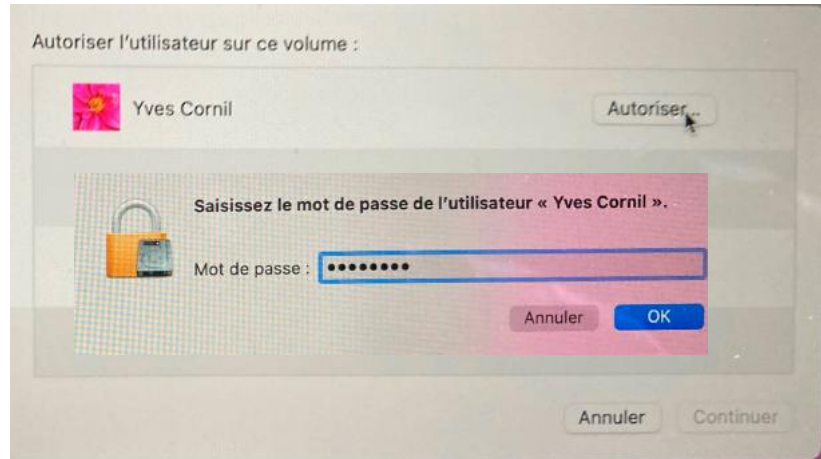 Autoriser l'utilisateur sur ce volume :
Yves Cornil
Autoriser...
Saisissez le mot de passe de l'utilisateur « Yves Cornil ».
Mot de passe : ••••••••
Annuler
OK
Annuler
Continuer